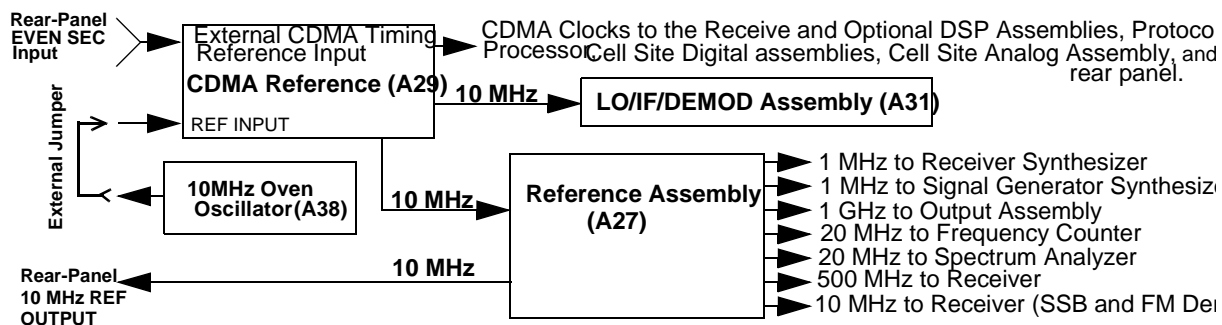 Rear-Panel
EVEN SEC
Input
External CDMA Timing
Reference Input
CDMA Reference (A29)
REF INPUT
CDMA Clocks to the Receive and Optional DSP Assemblies, Protoco
Processor, Cell Site Digital assemblies, Cell Site Analog Assembly, and
rear panel.
10 MHz
LO/IF/DEMOD Assembly (A31)
External Jumper
10MHz Oven
Oscillator(A38)
10 MHz
Reference Assembly
(A27)
1 MHz to Receiver Synthesizer
1 MHz to Signal Generator Synthesize
1 GHz to Output Assembly
20 MHz to Frequency Counter
20 MHz to Spectrum Analyzer
500 MHz to Receiver
10 MHz to Receiver (SSB and FM Der
10 MHz
Rear-Panel
10 MHz REF
OUTPUT